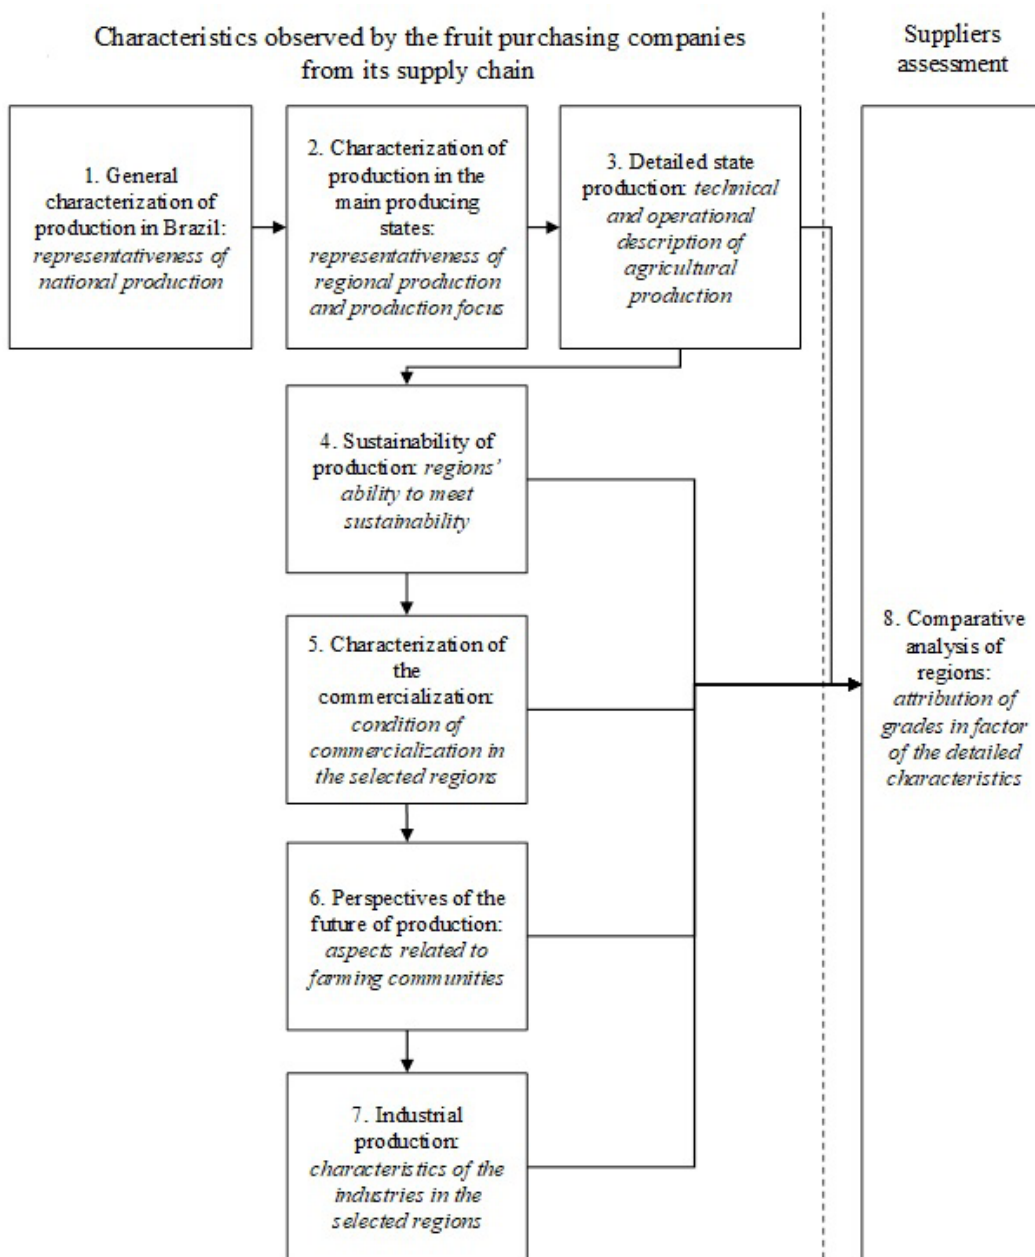 Characteristics observed by the fruit purchasing companies
from its supply chain
Suppliers
assessment
1. General
characterization of
production in Brazil:
representativeness of
national production
2. Characterization of
production in the
main producing
states:
representativeness of
regional production
and production focus
3. Detailed state
production: technical
and operational
description of
agricultural
production
4. Sustainability of
production: regions'
ability to meet
sustainability
5. Characterization of
the
commercialization:
condition of
commercialization in
the selected regions
6. Perspectives of the
future of production:
aspects related to
farming communities
7. Industrial
production:
characteristics of the
industries in the
selected regions
8. Comparative
analysis of
regions:
attribution of
grades in factor
of the detailed
characteristics